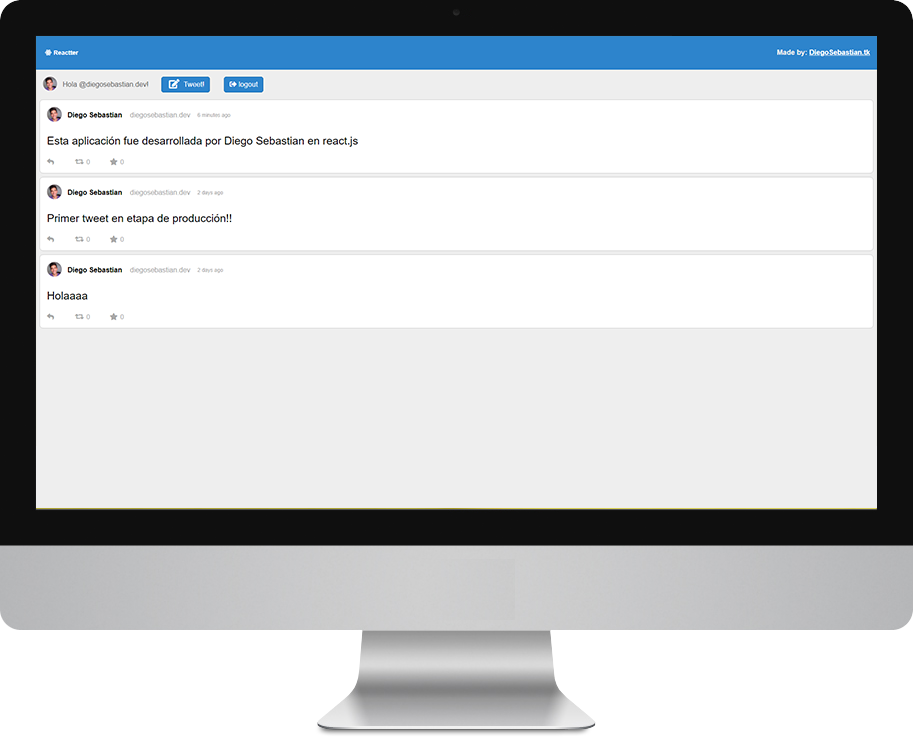 Reactter
Made by: DiegoSebastian.tk
Hola @diegosebastian.dev!
Tweet!
logout
Diego Sebastian diegosebastian.dev 6 minutes ago
Esta aplicación fue desarrollada por Diego Sebastian en react.js
0 0
Diego Sebastian diegosebastian.dev 2 days ago
Primer tweet en etapa de producción!!
0 0
Diego Sebastian diegosebastian.dev 2 days ago
Holaaaa
0 0